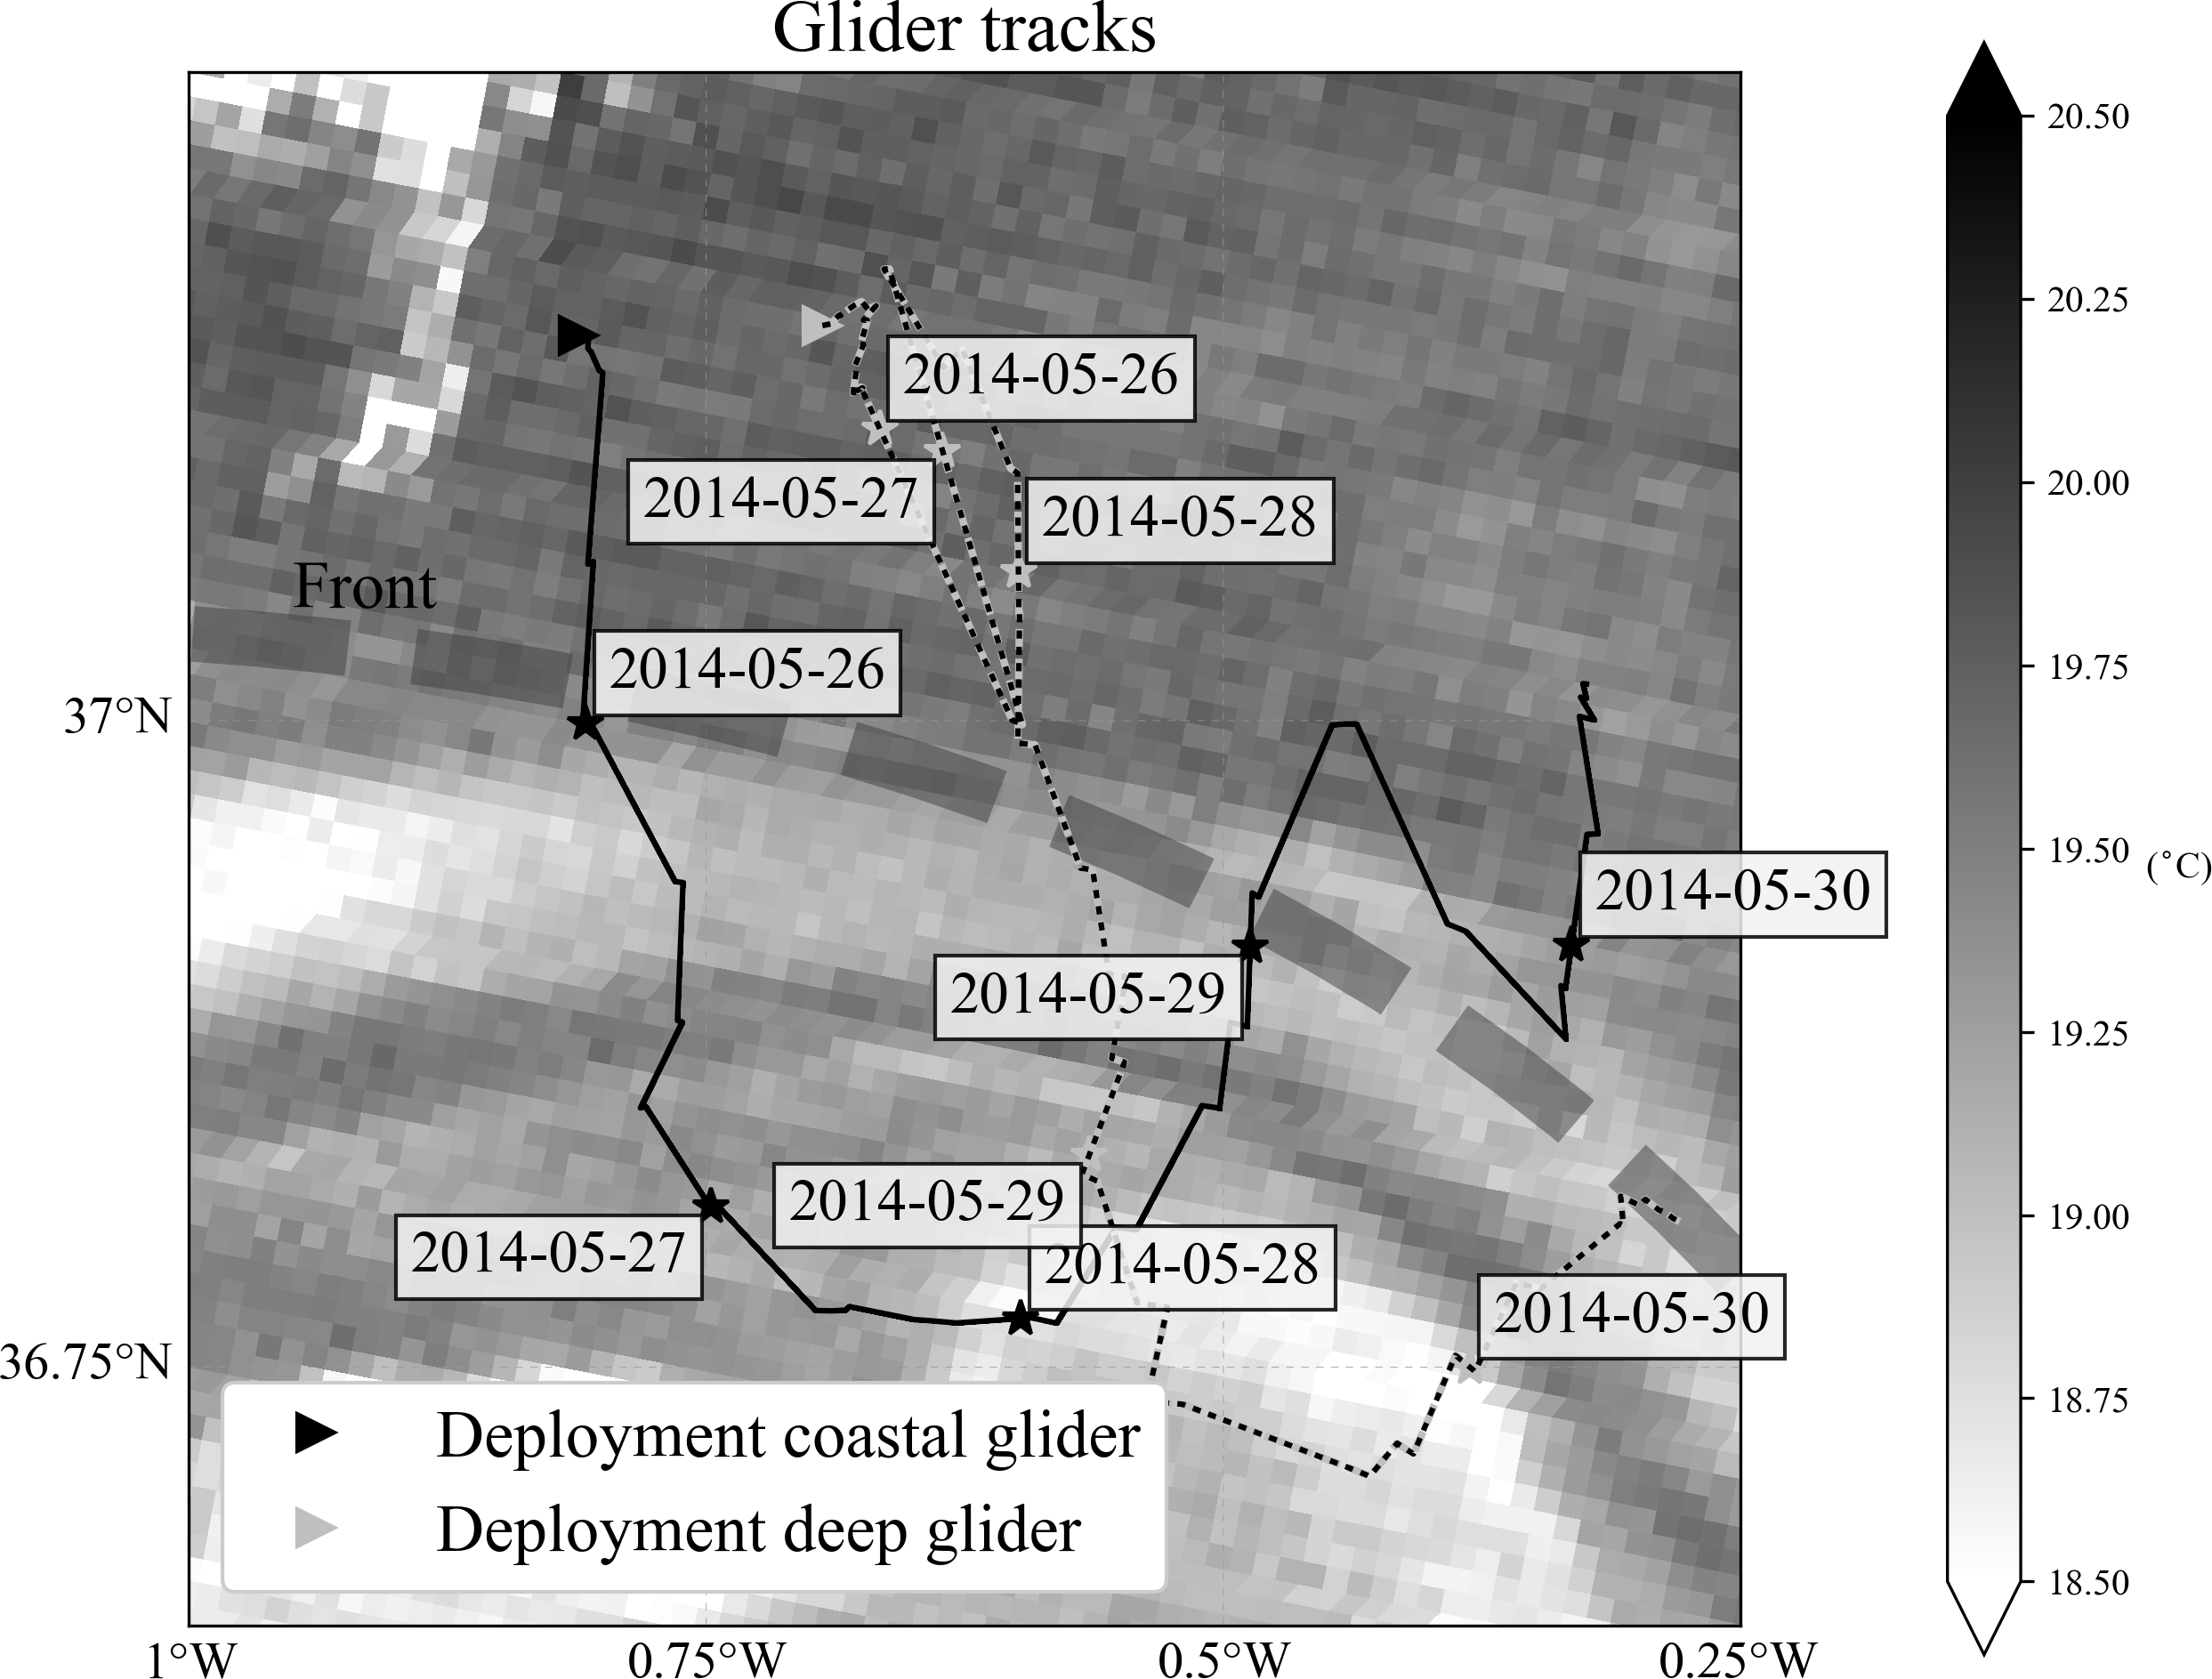 Glider tracks
20.50
20.25
2014-05-26
2014-05-27
2014-05-28
20.00
Front
2014-05-26
19.75
37°N
2014-05-30
19.50
(°C)
2014-05-29
19.25
2014-05-29
2014-05-27
2014-05-28
19.00
2014-05-30
36.75°N
18.75
Deployment coastal glider
Deployment deep glider
18.50
1°W
0.75°W
0.5°W
0.25°W